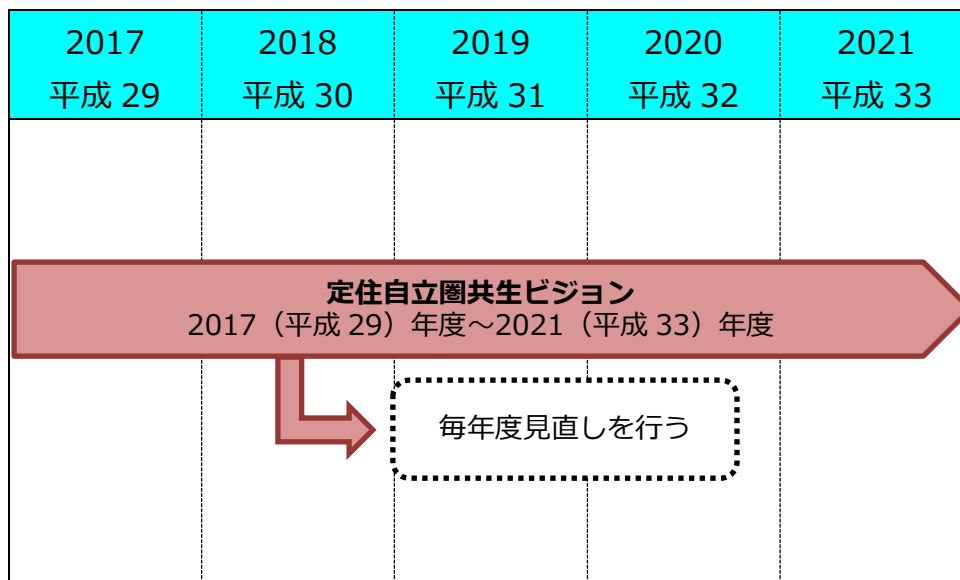 2017
平成 29
2018
平成 30
2019
平成 31
2020
平成 32
2021
平成 33
定住自立圏共生ビジョン
2017（平成 29）年度～2021（平成 33）年度
毎年度見直しを行う